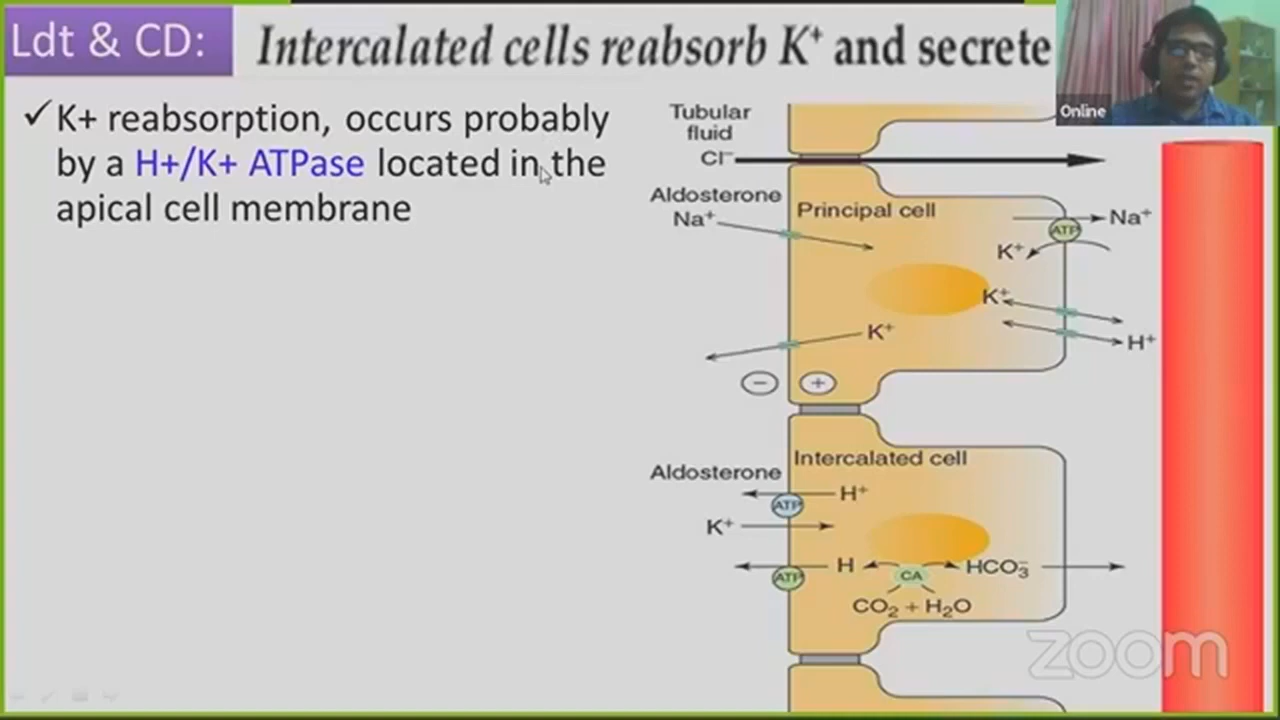 Ldt & CD:
Intercalated cells reabsorb K⁺ and secrete
Online
✓K+ reabsorption, occurs probably
by a H+/K+ ATPase located in the
apical cell membrane
Tubular
fluid
Cl⁻
Aldosterone
Na⁺
Principal cell
Na⁺
ATP
K⁺
K⁺
K⁺
H⁺
−
+
Intercalated cell
Aldosterone
H⁺
ATP
K⁺
H
HCO₃⁻
ATP
CA
CO₂ + H₂O
zoom